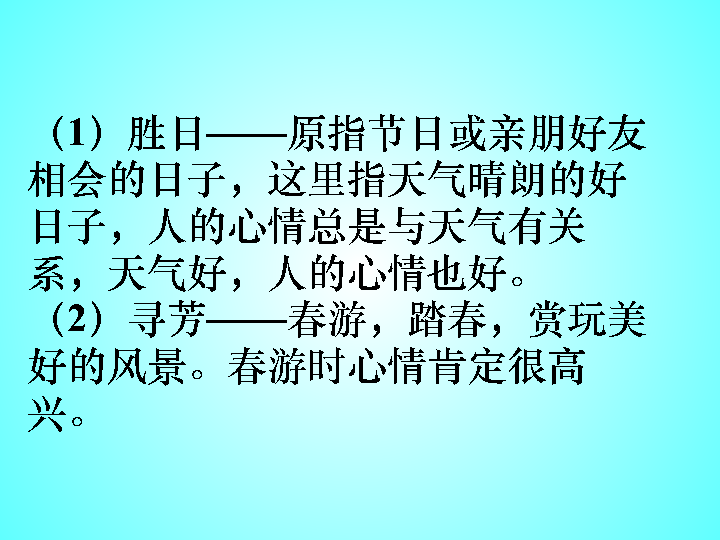 （1）胜日——原指节日或亲朋好友
相会的日子，这里指天气晴朗的好
日子，人的心情总是与天气有关
系，天气好，人的心情也好。
（2）寻芳——春游，踏春，赏玩美
好的风景。春游时心情肯定很高
兴。